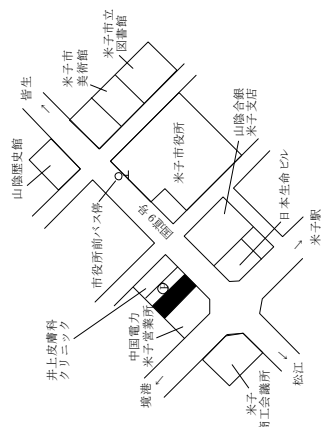 皆生
米子市
美術館
米子市立
図書館
山陰歴史館
市役所前バス停
米子市役所
国道9号
山陰合銀
米子支店
日本生命ビル
米子駅
井上皮膚科
クリニック
中国電力
米子営業所
境港
米子
商工会議所
松江